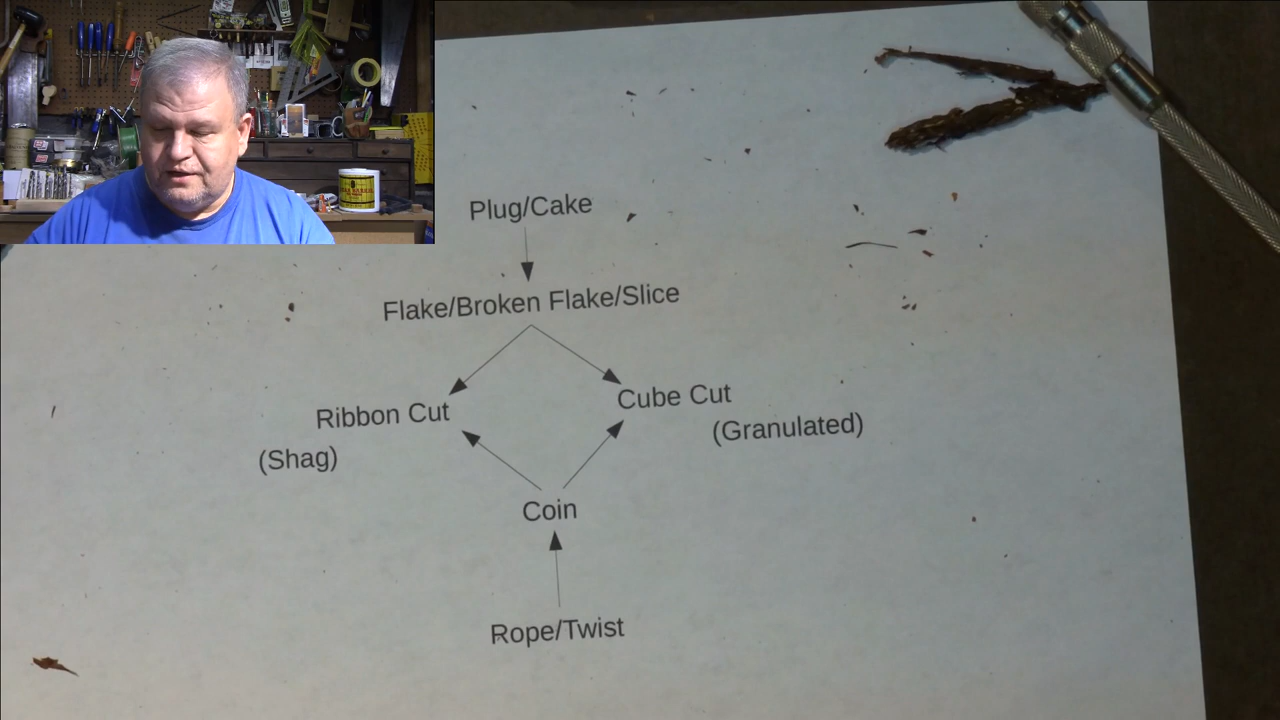 Plug/Cake
Flake/Broken Flake/Slice
Ribbon Cut
Cube Cut
(Shag)
(Granulated)
Coin
Rope/Twist